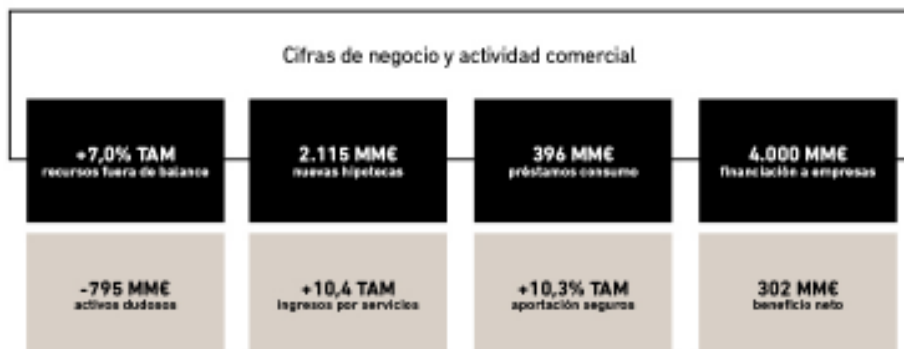 Cifras de negocio y actividad comercial
+7,0% TAM
recursos fuera de balance
2.115 MM€
nuevas hipotecas
396 MM€
préstamos consumo
4.000 MM€
financiación a empresas
-795 MM€
activos dudosos
+10,4 TAM
ingresos por servicios
+10,3% TAM
aportación seguros
302 MM€
beneficio neto